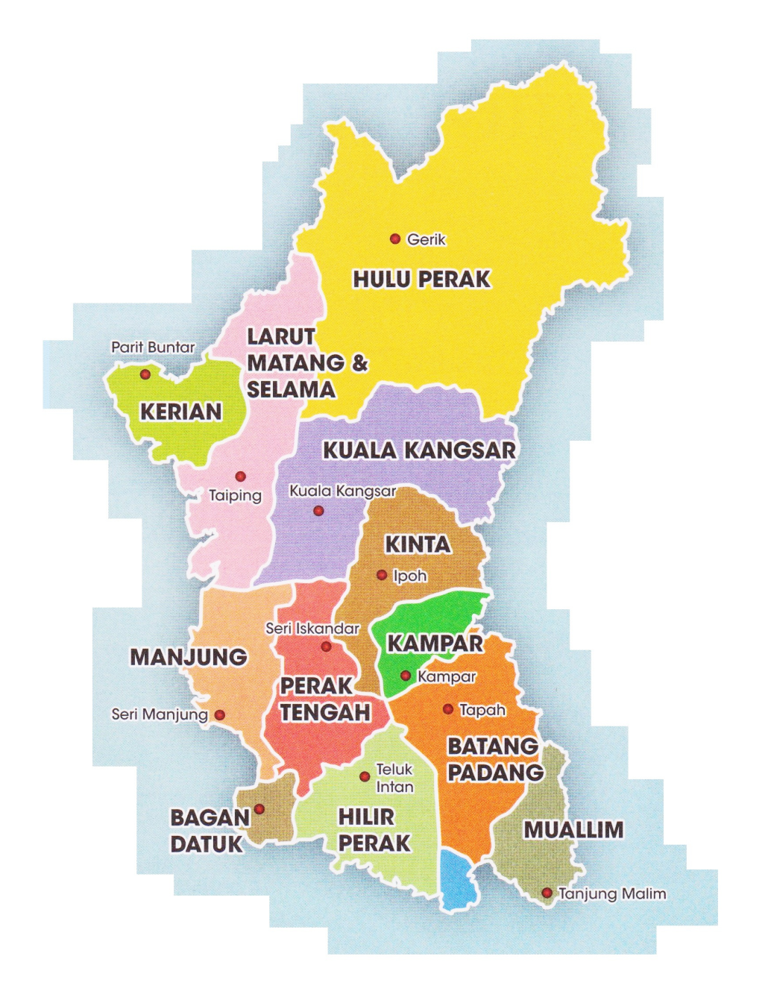 Gerik
HULU PERAK
LARUT
MATANG &
SELAMA
Parit Buntar
KERIAN
KUALA KANGSAR
Taiping
Kuala Kangsar
KINTA
Ipoh
Seri Iskandar
KAMPAR
MANJUNG
Kampar
PERAK
TENGAH
Seri Manjung
Tapah
BATANG
PADANG
Teluk
Intan
BAGAN
DATUK
HILIR
PERAK
MUALLIM
Tanjung Malim